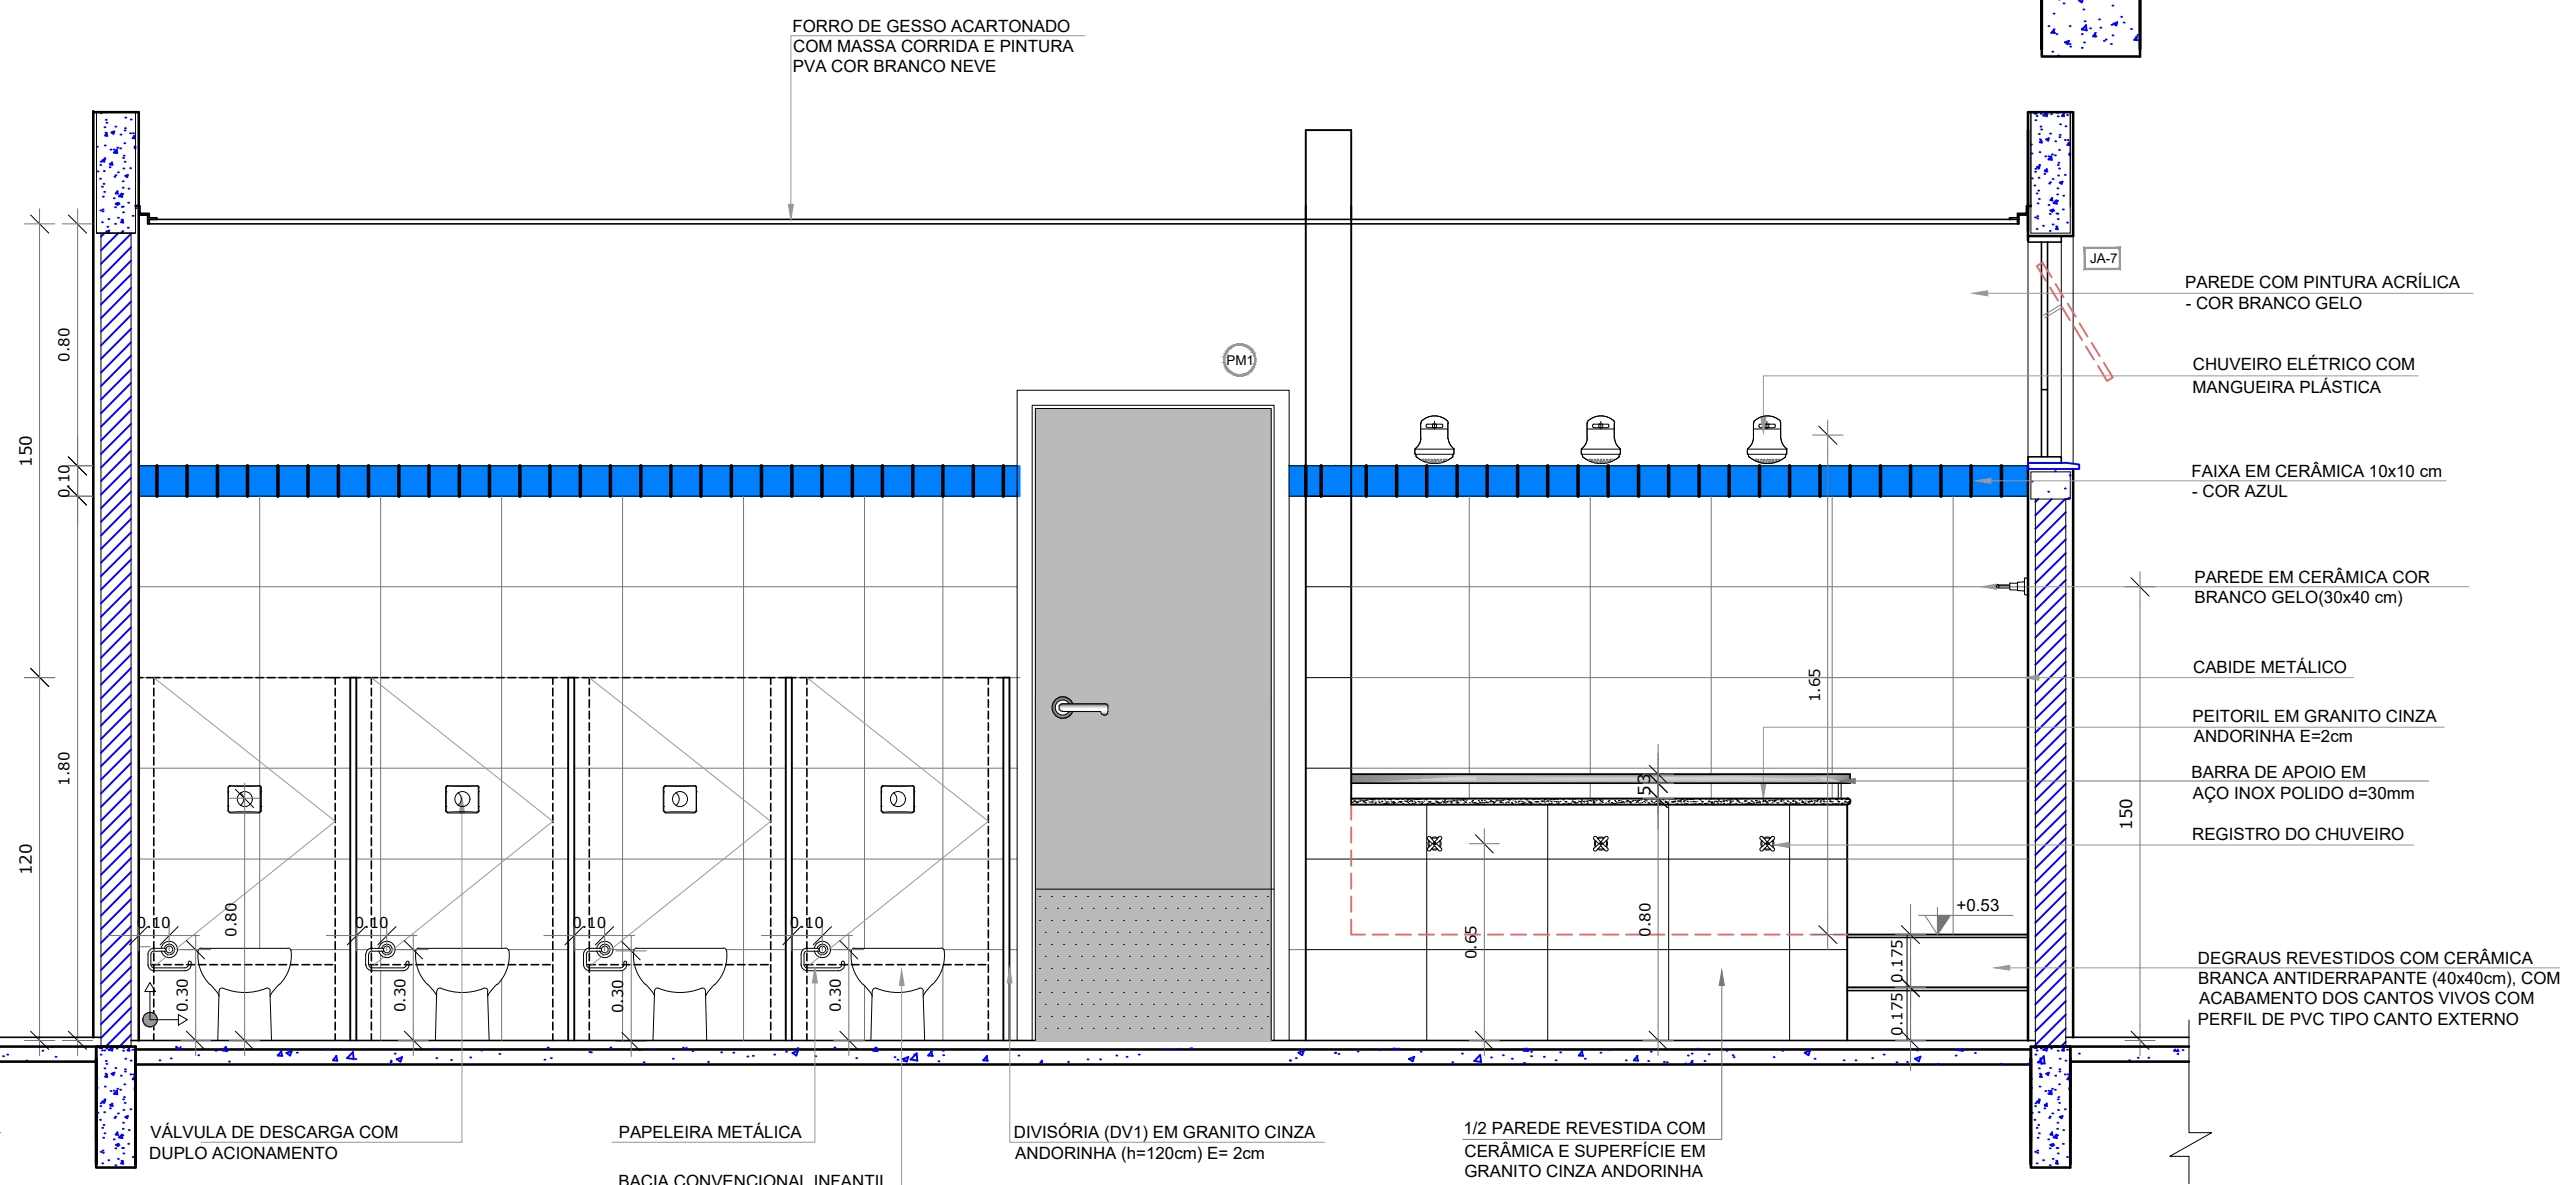 FORRO DE GESSO ACARTONADO
COM MASSA CORRIDA E PINTURA
PVA COR BRANCO NEVE
JA-7
PAREDE COM PINTURA ACRÍLICA
- COR BRANCO GELO
0.80
PM1
CHUVEIRO ELÉTRICO COM
MANGUEIRA PLÁSTICA
150
0.10
FAIXA EM CERÂMICA 10x10 cm
- COR AZUL
PAREDE EM CERÂMICA COR
BRANCO GELO(30x40 cm)
CABIDE METÁLICO
1.65
PEITORIL EM GRANITO CINZA
ANDORINHA E=2cm
1.80
BARRA DE APOIO EM
AÇO INOX POLIDO d=30mm
150
REGISTRO DO CHUVEIRO
120
0.10
0.80
0.10
0.10
0.10
0.65
0.80
+0.53
0.30
0.30
0.30
0.30
0.175
0.175
DEGRAUS REVESTIDOS COM CERÂMICA
BRANCA ANTIDERRAPANTE (40x40cm), COM
ACABAMENTO DOS CANTOS VIVOS COM
PERFIL DE PVC TIPO CANTO EXTERNO
VÁLVULA DE DESCARGA COM
DUPLO ACIONAMENTO
PAPELEIRA METÁLICA
BACIA CONVENCIONAL INFANTIL
DIVISÓRIA (DV1) EM GRANITO CINZA
ANDORINHA (h=120cm) E= 2cm
1/2 PAREDE REVESTIDA COM
CERÂMICA E SUPERFÍCIE EM
GRANITO CINZA ANDORINHA